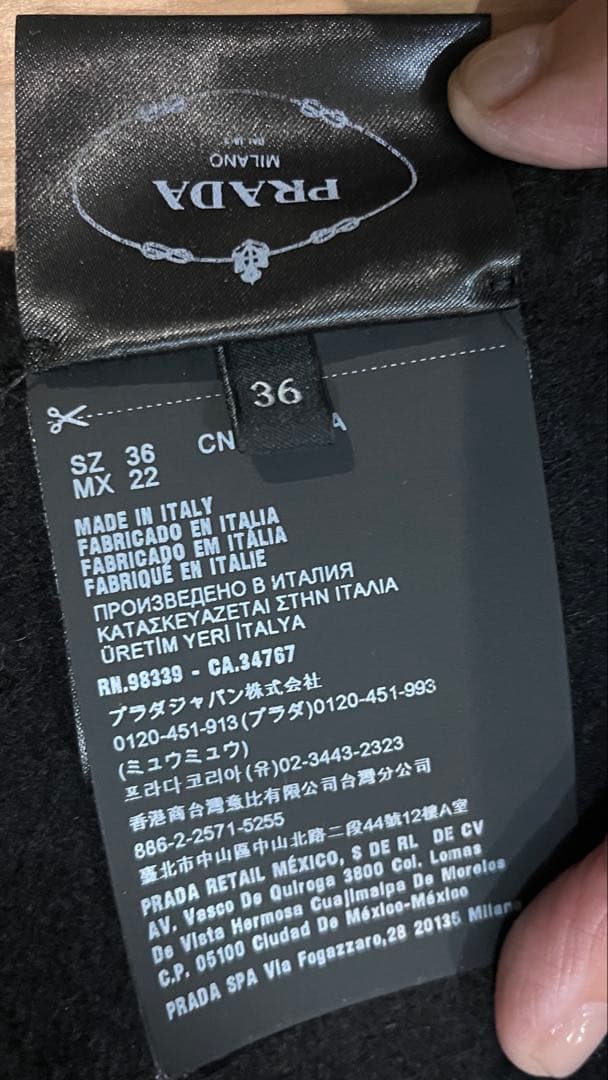 PRADA
MILANO
36
SZ 36
CN
A
MX 22
MADE IN ITALY
FABRICADO EN ITALIA
FABRICADO EM ITÁLIA
FABRIQUÉ EN ITALIE
ПРОИЗВЕДЕНО В ИТАЛИЯ
ΚΑΤΑΣΚΕΥΑΖΕΤΑΙ ΣΤΗΝ ΙΤΑΛΙΑ
ÜRETİM YERİ İTALYA
RN.98339 - CA.34767
プラダジャパン株式会社
0120-451-913(プラダ)0120-451-993
(ミュウミュウ)
프라다코리아(유)02-3443-2323
香港商台灣意比有限公司台灣分公司
886-2-2571-5255
臺北市中山區中山北路二段44號12樓A室
PRADA RETAIL MÉXICO, S DE RL DE CV
AV. Vasco De Quiroga 3800 Col. Lomas
De Vista Hermosa Cuajimalpa De Morelos
C.P. 05100 Ciudad De México-México
PRADA SPA Via Fogazzaro,28 20135 Milano